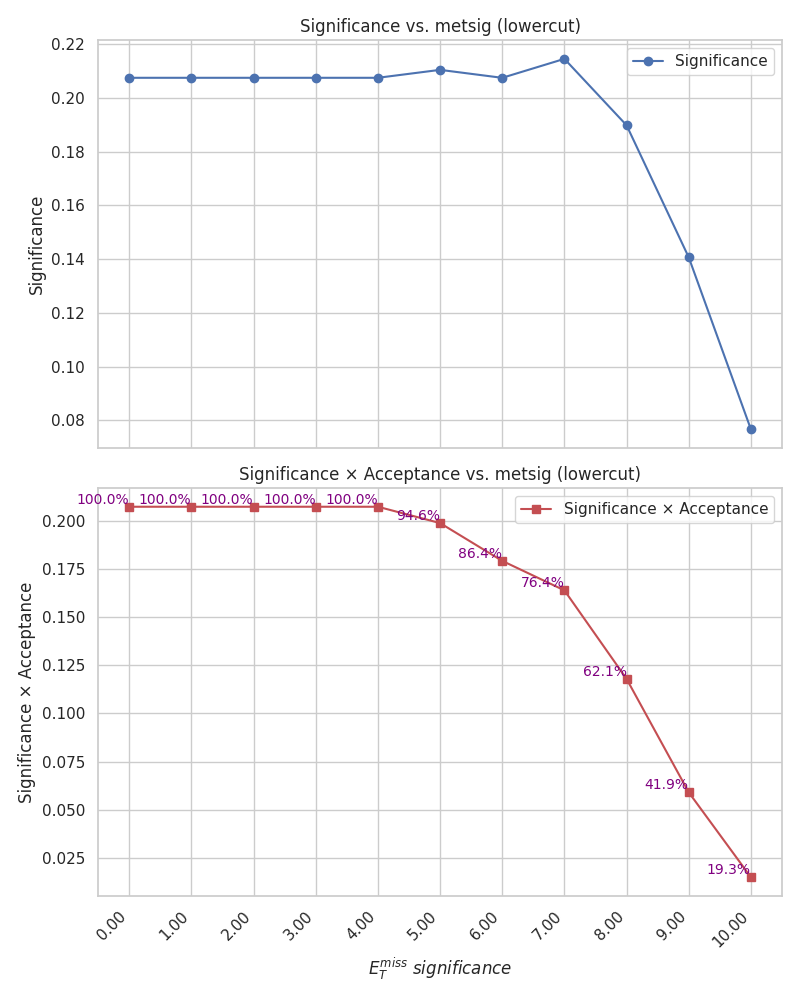 Significance vs. metsig (lowercut)
Significance
0.22
0.20
0.18
0.16
0.14
0.12
0.10
0.08
Significance
Significance × Acceptance vs. metsig (lowercut)
Significance × Acceptance
100.0% 100.0% 100.0% 100.0% 100.0%
94.6%
86.4%
76.4%
62.1%
41.9%
19.3%
0.200
0.175
0.150
0.125
0.100
0.075
0.050
0.025
Significance × Acceptance
0.00 1.00 2.00 3.00 4.00 5.00 6.00 7.00 8.00 9.00 10.00
$E_T^{miss}$ significance